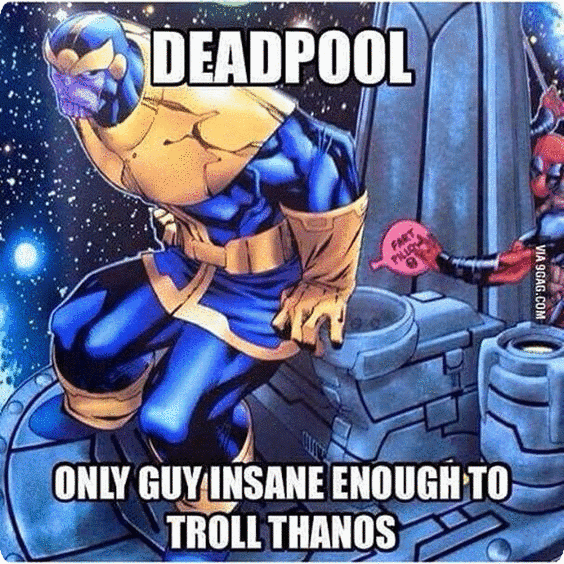 DEADPOOL
FART
PILLOW
VIA 9GAG.COM
ONLY GUY INSANE ENOUGH TO
TROLL THANOS